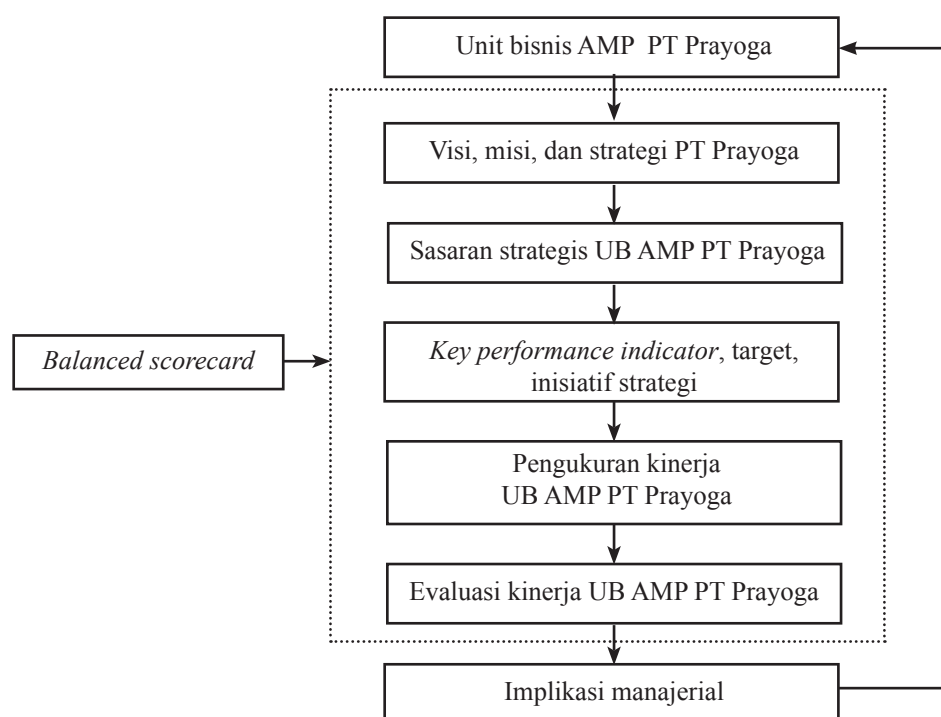 Unit bisnis AMP PT Prayoga
Visi, misi, dan strategi PT Prayoga
Sasaran strategis UB AMP PT Prayoga
Balanced scorecard
Key performance indicator, target,
inisiatif strategi
Pengukuran kinerja
UB AMP PT Prayoga
Evaluasi kinerja UB AMP PT Prayoga
Implikasi manajerial